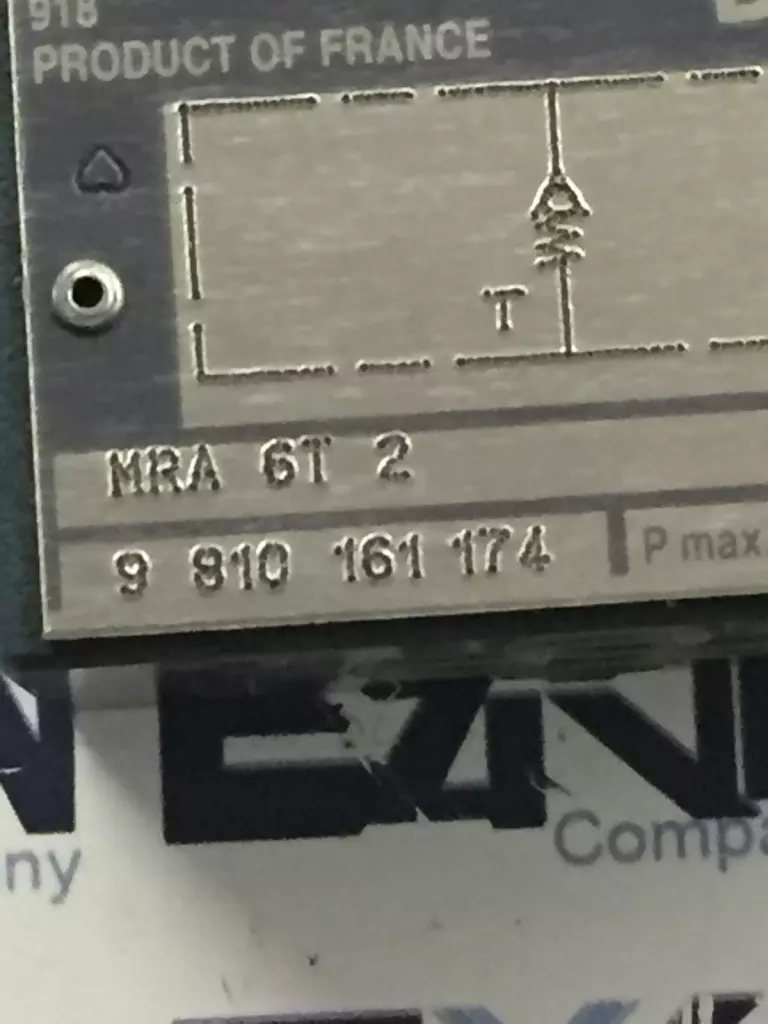 918
PRODUCT OF FRANCE
T
MRA 6T 2
9 810 161 174
P max.
ny
Compa